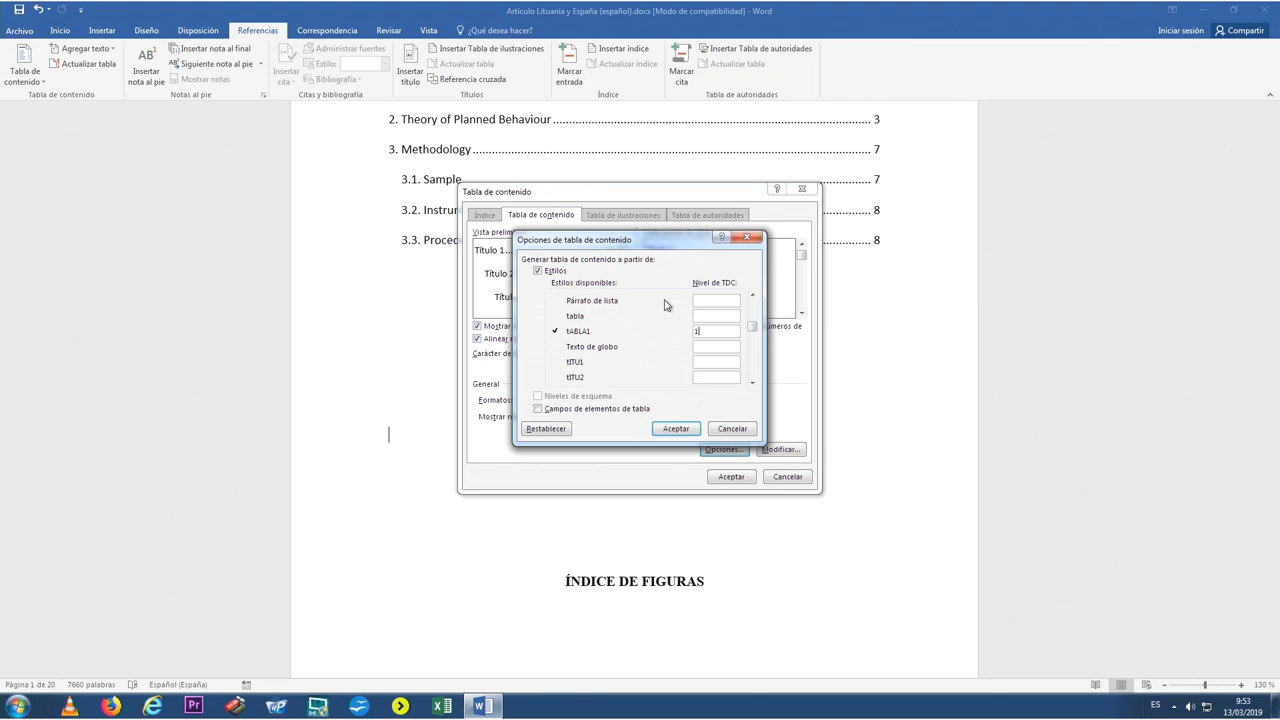 Artículo Lituania y España (español).docx [Modo de compatibilidad] - Word
Archivo Inicio Insertar Diseño Disposición Referencias Correspondencia Revisar Vista ¿Qué desea hacer? Iniciar sesión Compartir
Tabla de contenido
Agregar texto
Actualizar tabla
Tabla de contenido
AB¹
Insertar nota al pie
Insertar nota al final
Siguiente nota al pie
Mostrar notas
Notas al pie
Insertar cita
Administrar fuentes
Estilo:
Bibliografía
Citas y bibliografía
Insertar título
Insertar Tabla de ilustraciones
Actualizar tabla
Referencia cruzada
Títulos
Marcar entrada
Insertar índice
Actualizar índice
Índice
Marcar cita
Insertar Tabla de autoridades
Actualizar tabla
Tabla de autoridades
2. Theory of Planned Behaviour 3
3. Methodology 7
3.1. Sample 7
3.2. Instrun 8
3.3. Proced 8
Tabla de contenido
Índice Tabla de contenido Tabla de ilustraciones Tabla de autoridades
Vista prelimi
Título 1...
Título 2
Títul
Mostrar
Alinear
Carácter de
General
Formatos
Mostrar ni
números de
Opciones... Modificar...
Aceptar Cancelar
Opciones de tabla de contenido
Generar tabla de contenido a partir de:
Estilos
Estilos disponibles: Nivel de TDC:
Párrafo de lista
tabla
tABLA1 1
Texto de globo
tITU1
tITU2
Niveles de esquema
Campos de elementos de tabla
Restablecer Aceptar Cancelar
ÍNDICE DE FIGURAS
Página 1 de 20 7660 palabras Español (España) 130 %
Pr
ES
9:53
13/03/2019